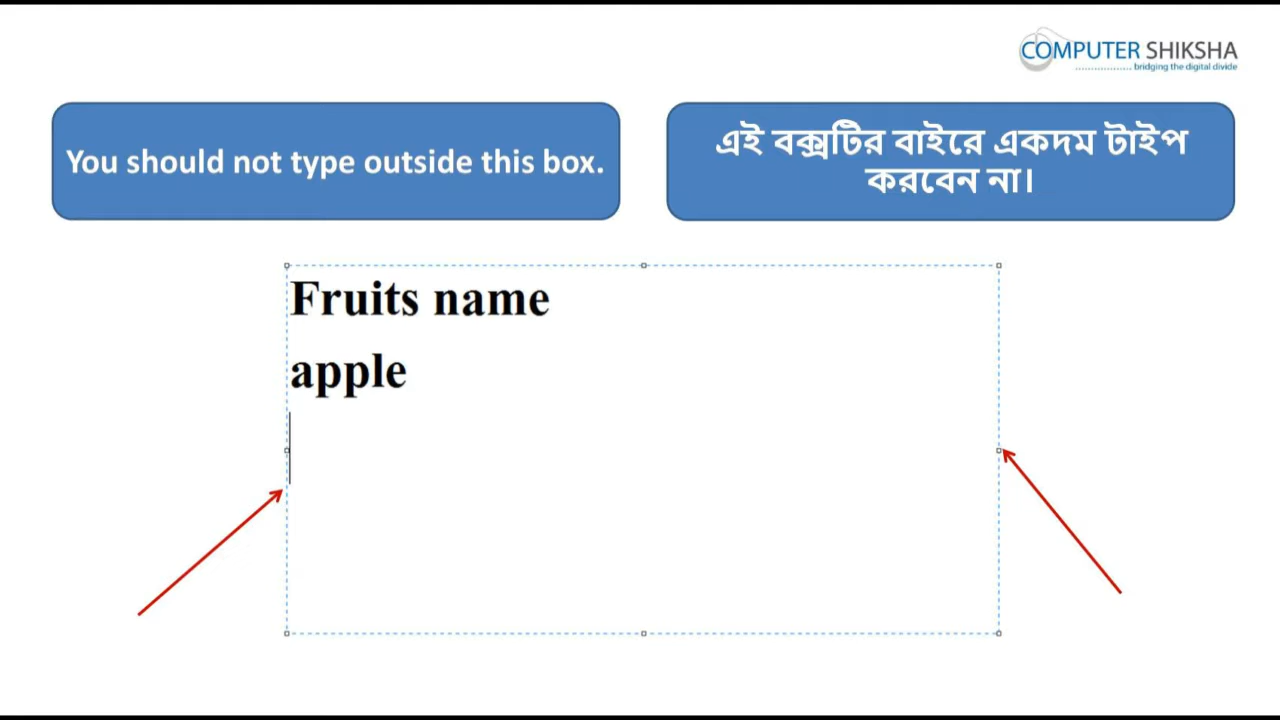 COMPUTER SHIKSHA
bridging the digital divide
You should not type outside this box.
এই বক্সটির বাইরে একদম টাইপ
করবেন না।
Fruits name
apple